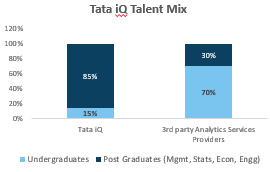 Tata iQ Talent Mix
120%
100%
80%
60%
40%
20%
0%
85%
15%
30%
70%
Tata iQ
3rd party Analytics Services
Providers
Undergraduates
Post Graduates (Mgmt, Stats, Econ, Engg)